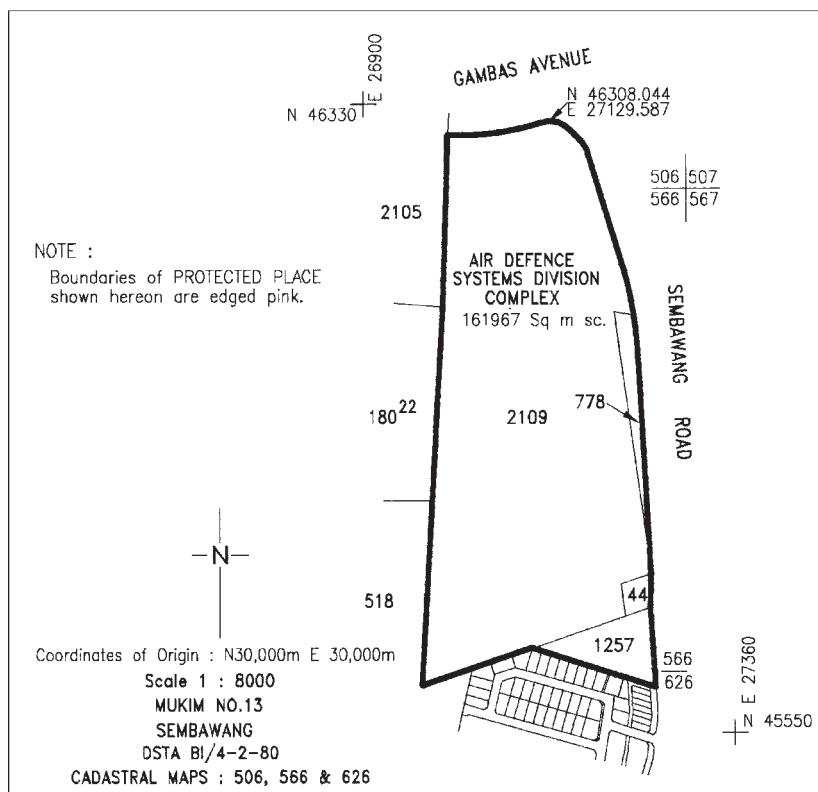 GAMBAS AVENUE
E 26900
N 46330
N 46308.044
E 27129.587
506 507
566 567
2105
NOTE :
Boundaries of PROTECTED PLACE
shown hereon are edged pink.
AIR DEFENCE
SYSTEMS DIVISION
COMPLEX
161967 Sq m sc.
SEMBAWANG ROAD
778
180 22
2109
N
518
44
1257
566
626
E 27360
N 45550
Coordinates of Origin : N30,000m E 30,000m
Scale 1 : 8000
MUKIM NO.13
SEMBAWANG
DSTA BI/4-2-80
CADASTRAL MAPS : 506, 566 & 626